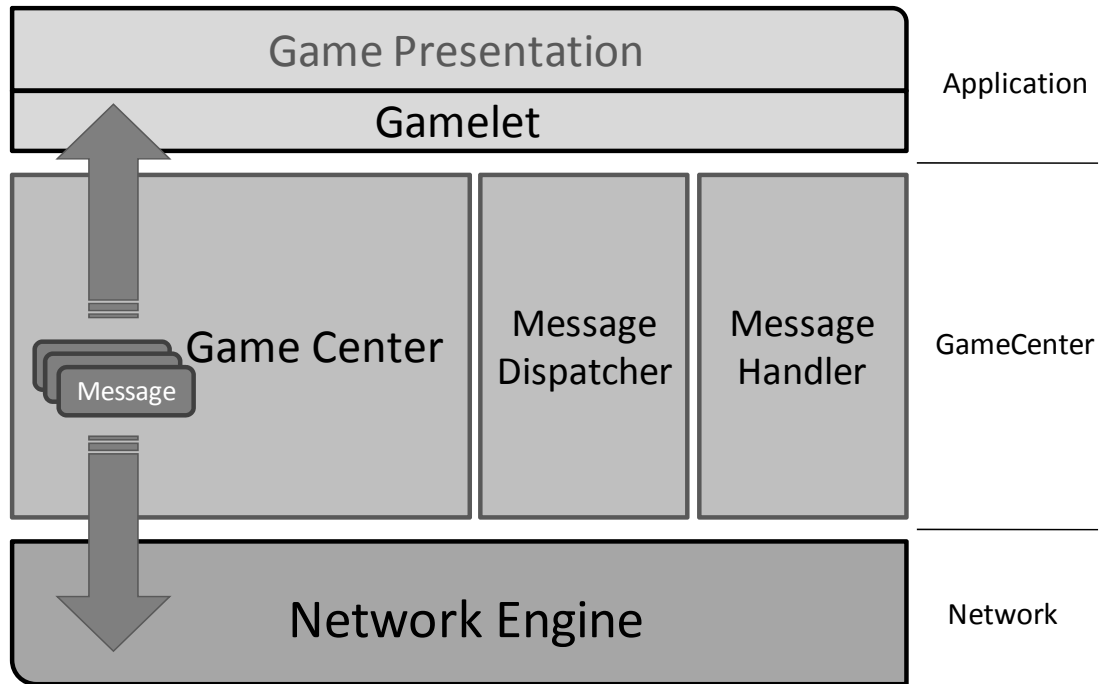 Game Presentation
Gamelet
Application
Game Center
Message
Message
Dispatcher
Message
Handler
GameCenter
Network Engine
Network